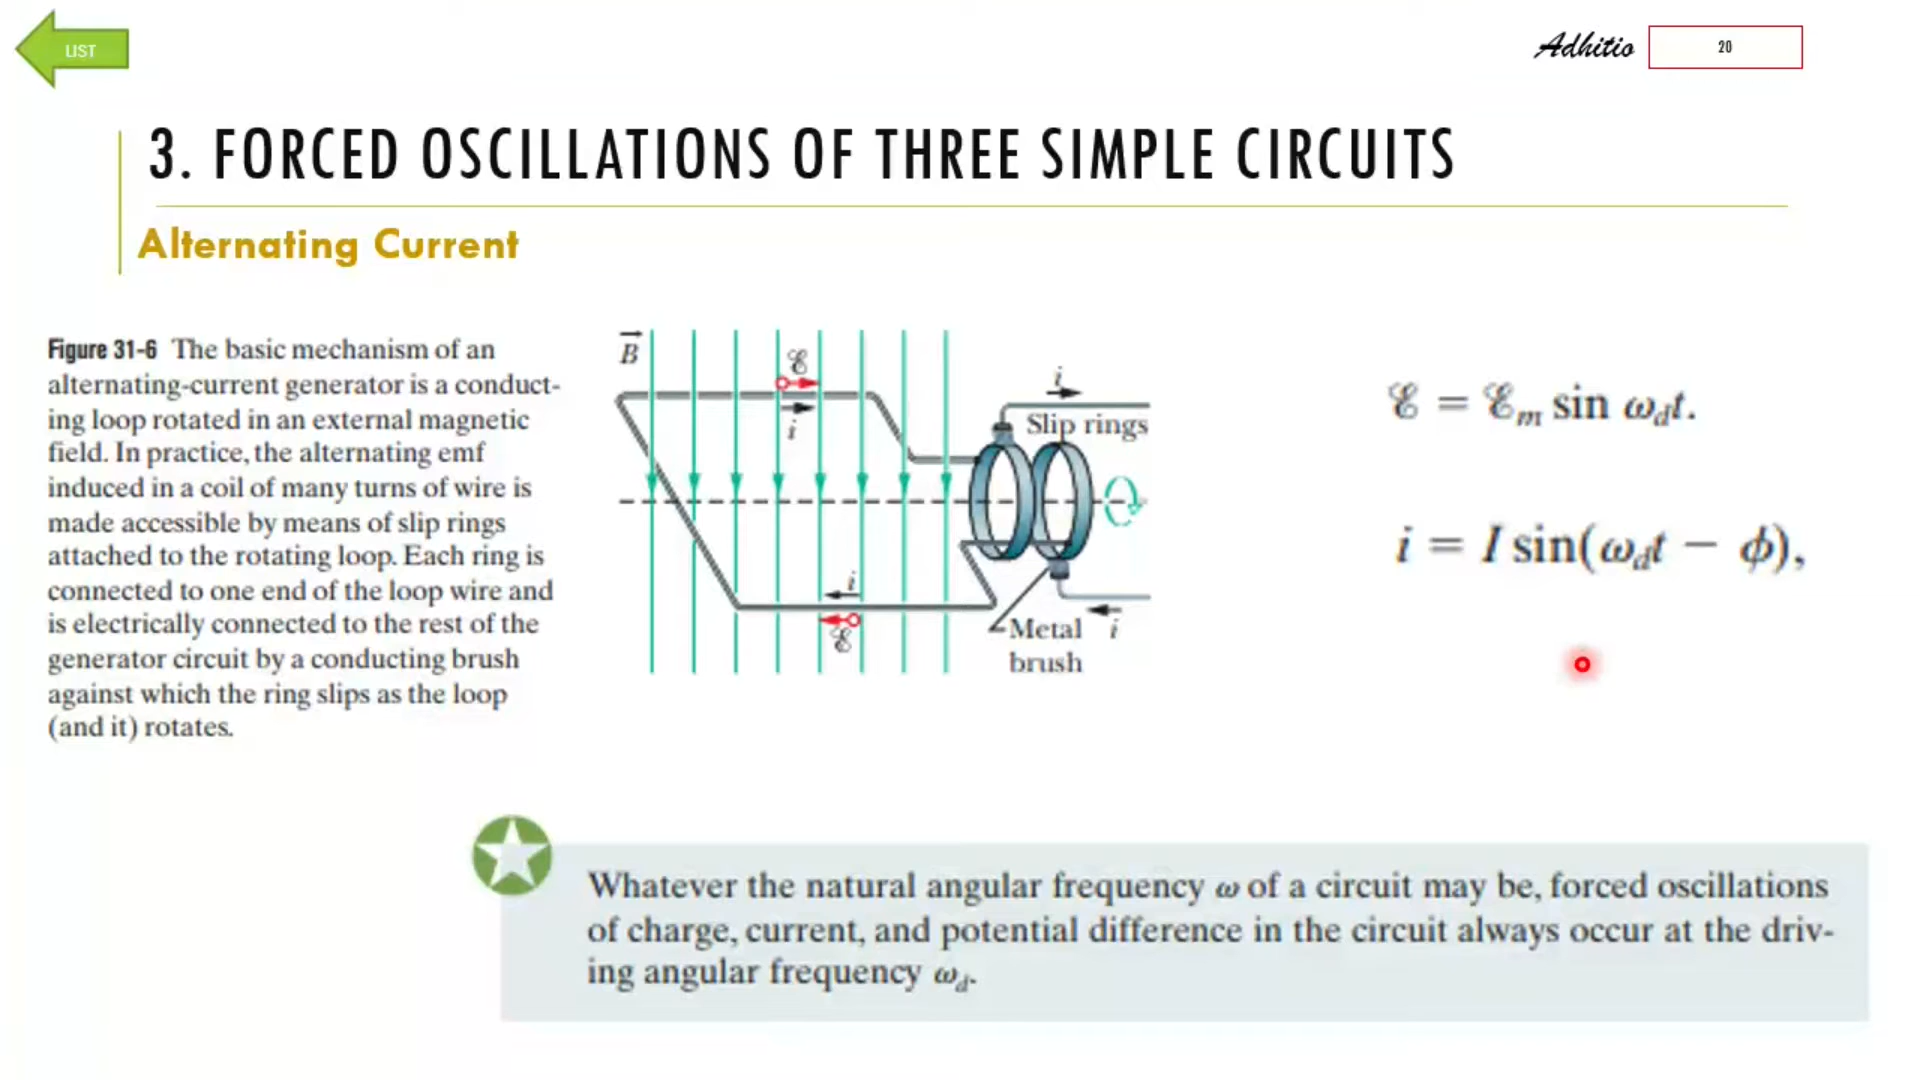 LIST
Adhitio
20
3. FORCED OSCILLATIONS OF THREE SIMPLE CIRCUITS
Alternating Current
Figure 31-6 The basic mechanism of an
alternating-current generator is a conduct-
ing loop rotated in an external magnetic
field. In practice, the alternating emf
induced in a coil of many turns of wire is
made accessible by means of slip rings
attached to the rotating loop. Each ring is
connected to one end of the loop wire and
is electrically connected to the rest of the
generator circuit by a conducting brush
against which the ring slips as the loop
(and it) rotates.
B⃗
ℰ
i
i
Slip rings
i
ℰ
Metal
brush
i
ℰ = ℰₘ sin ω_d t.
i = I sin(ω_d t − ϕ),
Whatever the natural angular frequency ω of a circuit may be, forced oscillations
of charge, current, and potential difference in the circuit always occur at the driv-
ing angular frequency ω_d.